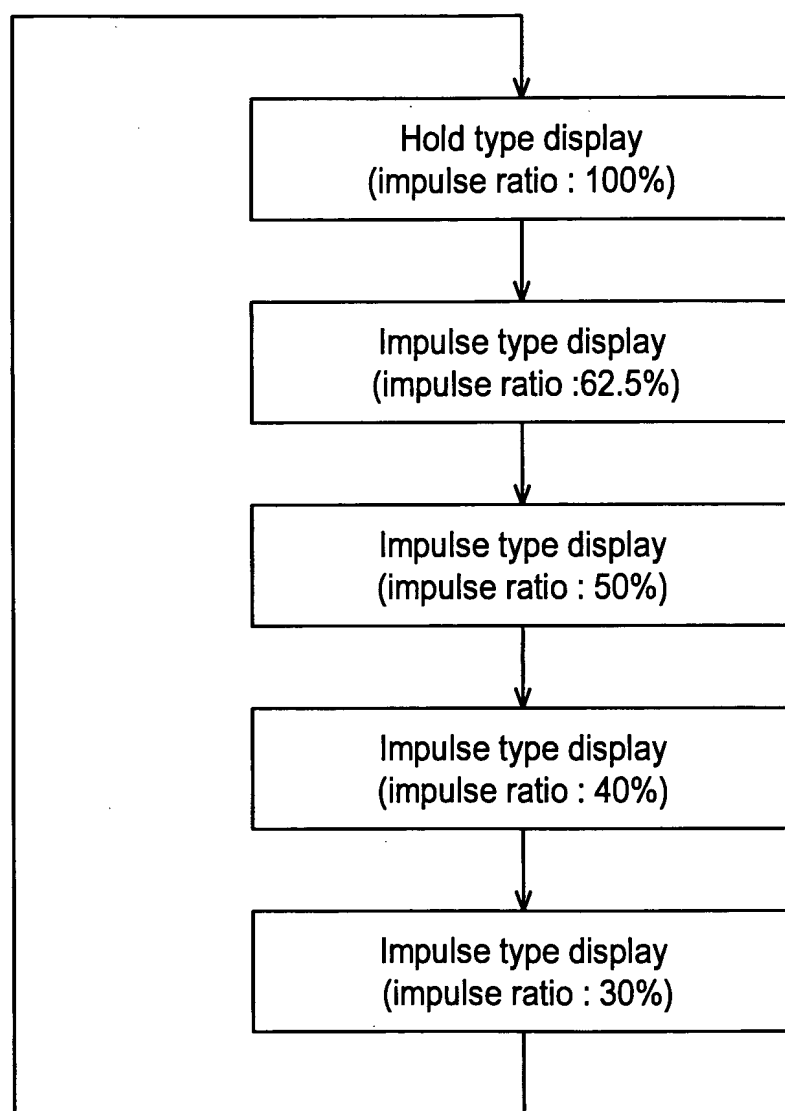 Hold type display
(impulse ratio : 100%)
Impulse type display
(impulse ratio :62.5%)
Impulse type display
(impulse ratio : 50%)
Impulse type display
(impulse ratio : 40%)
Impulse type display
(impulse ratio : 30%)